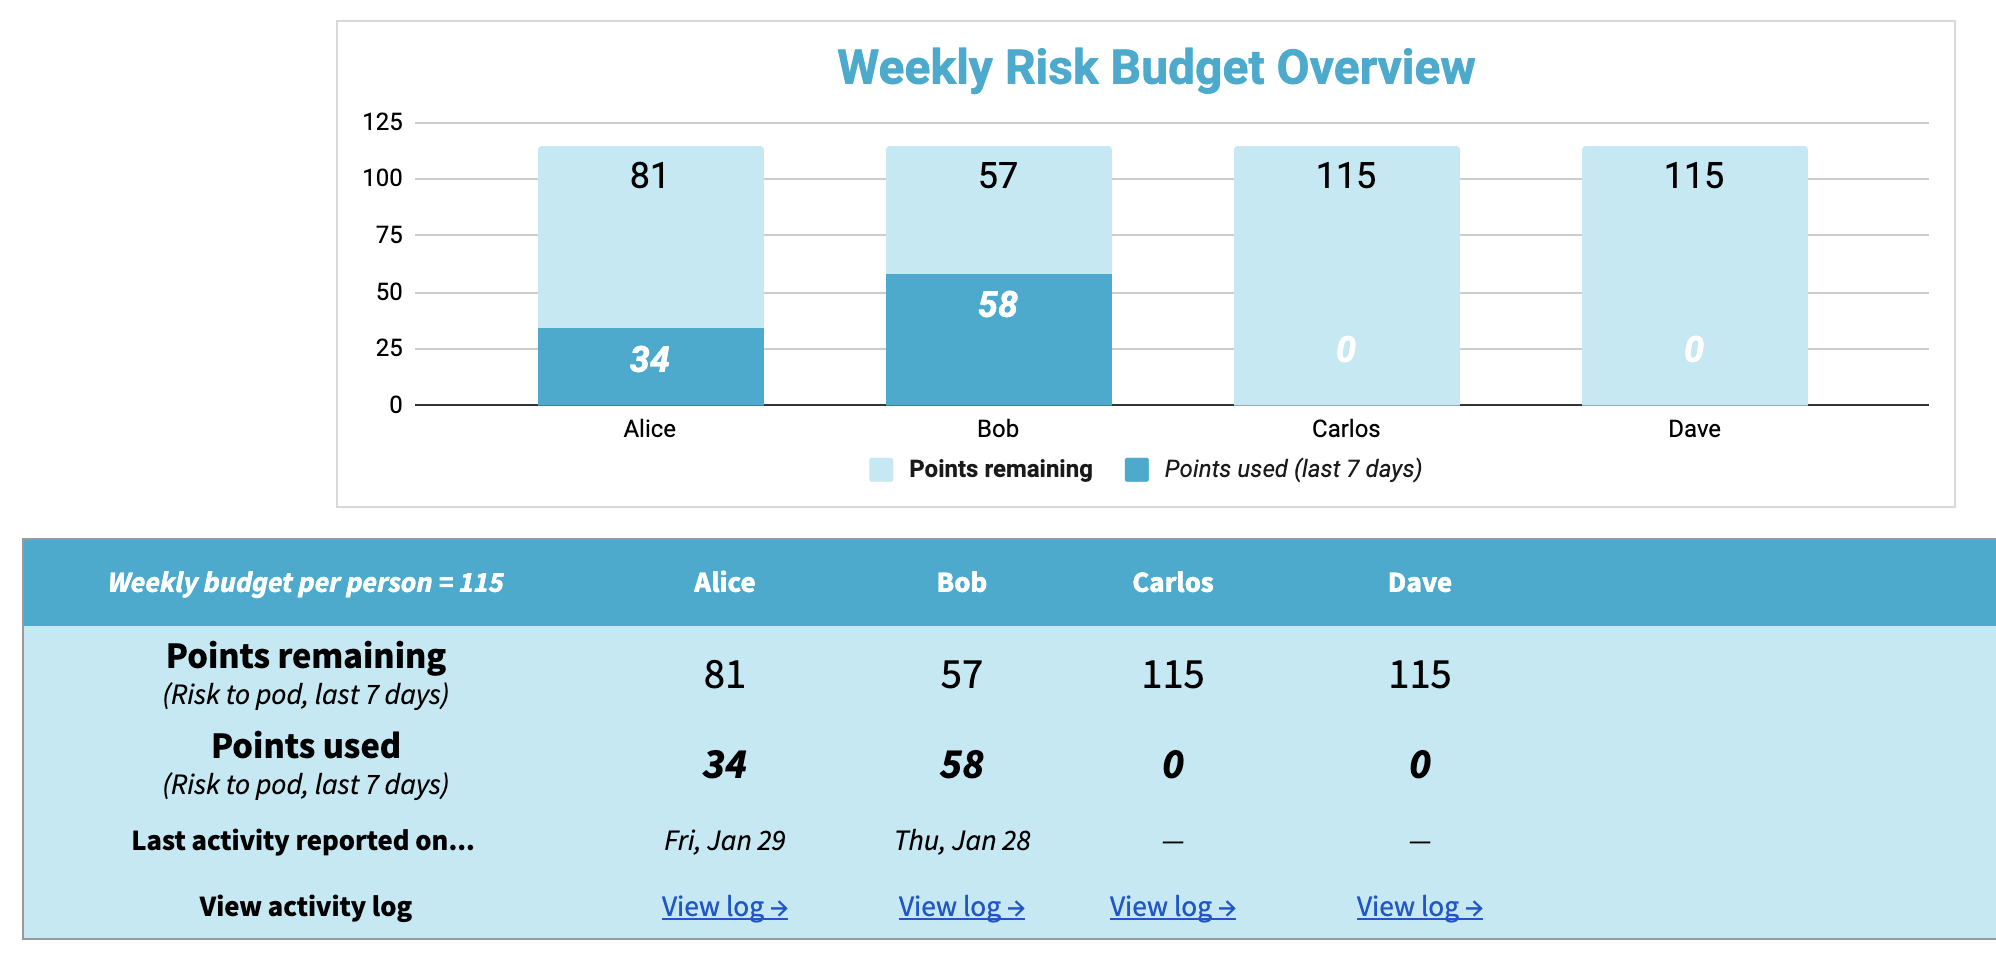 Weekly Risk Budget Overview
125
100
75
50
25
0
81 57 115 115
34 58 0 0
Alice Bob Carlos Dave
Points remaining Points used (last 7 days)
Weekly budget per person = 115 Alice Bob Carlos Dave
Points remaining 81 57 115 115
(Risk to pod, last 7 days)
Points used 34 58 0 0
(Risk to pod, last 7 days)
Last activity reported on... Fri, Jan 29 Thu, Jan 28 — —
View activity log View log → View log → View log → View log →